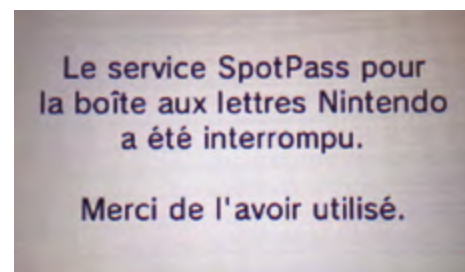 Le service SpotPass pour
la boîte aux lettres Nintendo
a été interrompu.
Merci de l'avoir utilisé.